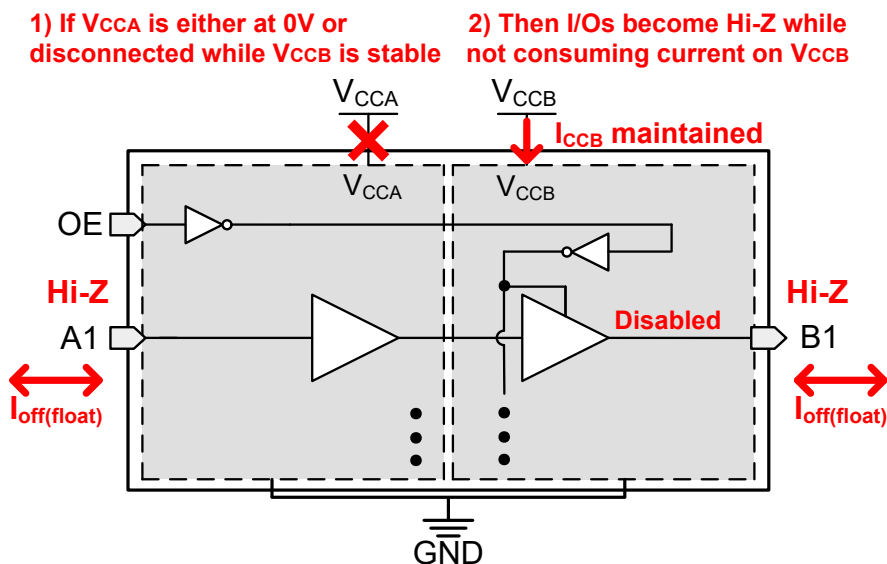 1) If VCCA is either at 0V or
disconnected while VCCB is stable
2) Then I/Os become Hi-Z while
not consuming current on VCCB
VCCA
VCCB
ICCB maintained
VCCA
VCCB
OE
Hi-Z
Hi-Z
A1
Disabled
B1
Ioff(float)
Ioff(float)
GND